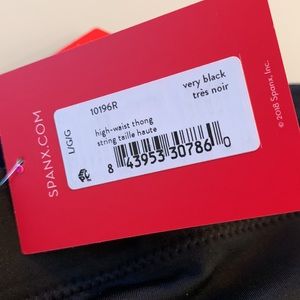 SPANX.COM
L/G/G
10196R
very black
très noir
high-waist thong
string taille haute
8 43953 30786 0
© 2018 Spanx, Inc.